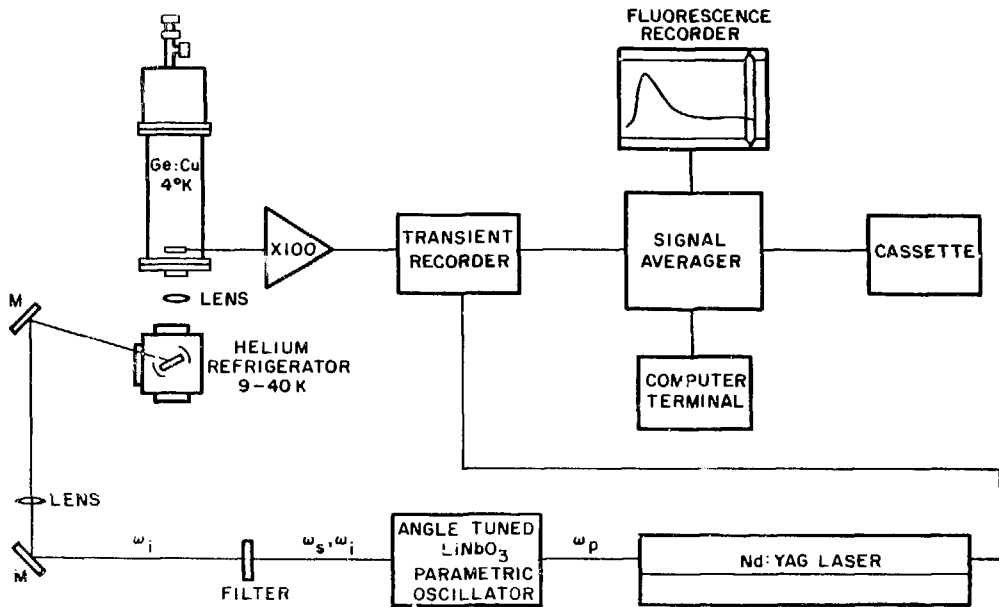 FLUORESCENCE
RECORDER
Ge:Cu
4°K
X100
TRANSIENT
RECORDER
SIGNAL
AVERAGER
CASSETTE
LENS
M
HELIUM
REFRIGERATOR
9-40 K
COMPUTER
TERMINAL
LENS
M
ωi
FILTER
ωs,ωi
ANGLE TUNED
LiNbO3
PARAMETRIC
OSCILLATOR
ωp
Nd:YAG LASER